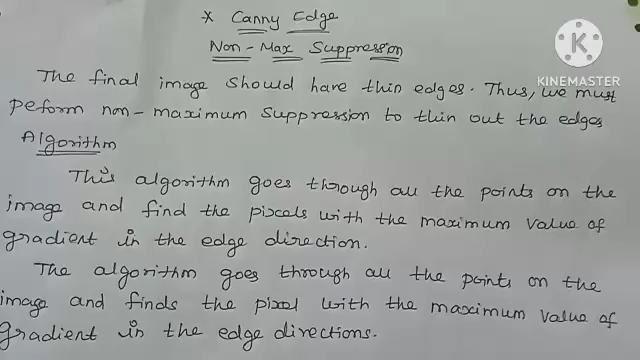 * Canny Edge
Non-Max Suppression
KINEMASTER
The final image should have thin edges. Thus, we must
peform non-maximum suppression to thin out the edges
Algorithm
This algorithm goes through all the points on the
image and find the pixels with the maximum value of
gradient in the edge direction.
The algorithm goes through all the points on the
image and finds the pixel with the maximum value of
gradient in the edge directions.